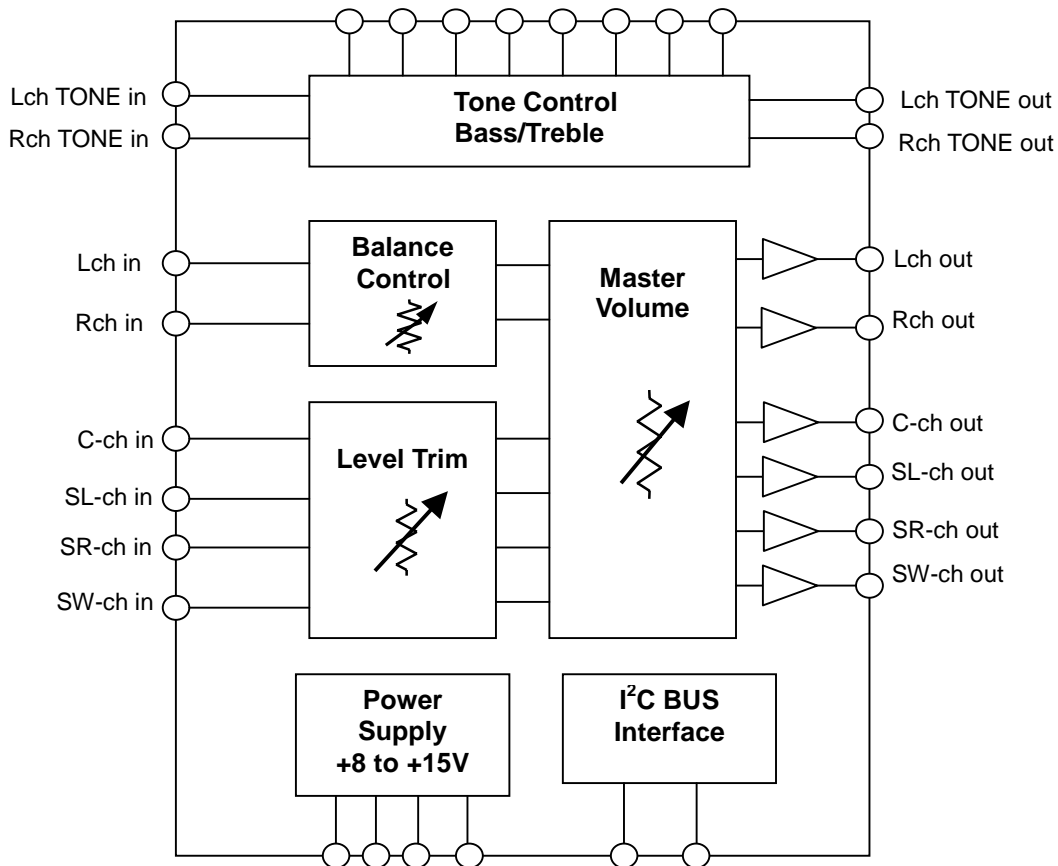 Lch TONE in
Rch TONE in
Tone Control
Bass/Treble
Lch TONE out
Rch TONE out
Lch in
Rch in
Balance
Control
Master
Volume
Lch out
Rch out
C-ch in
SL-ch in
SR-ch in
SW-ch in
Level Trim
C-ch out
SL-ch out
SR-ch out
SW-ch out
Power
Supply
+8 to +15V
I²C BUS
Interface